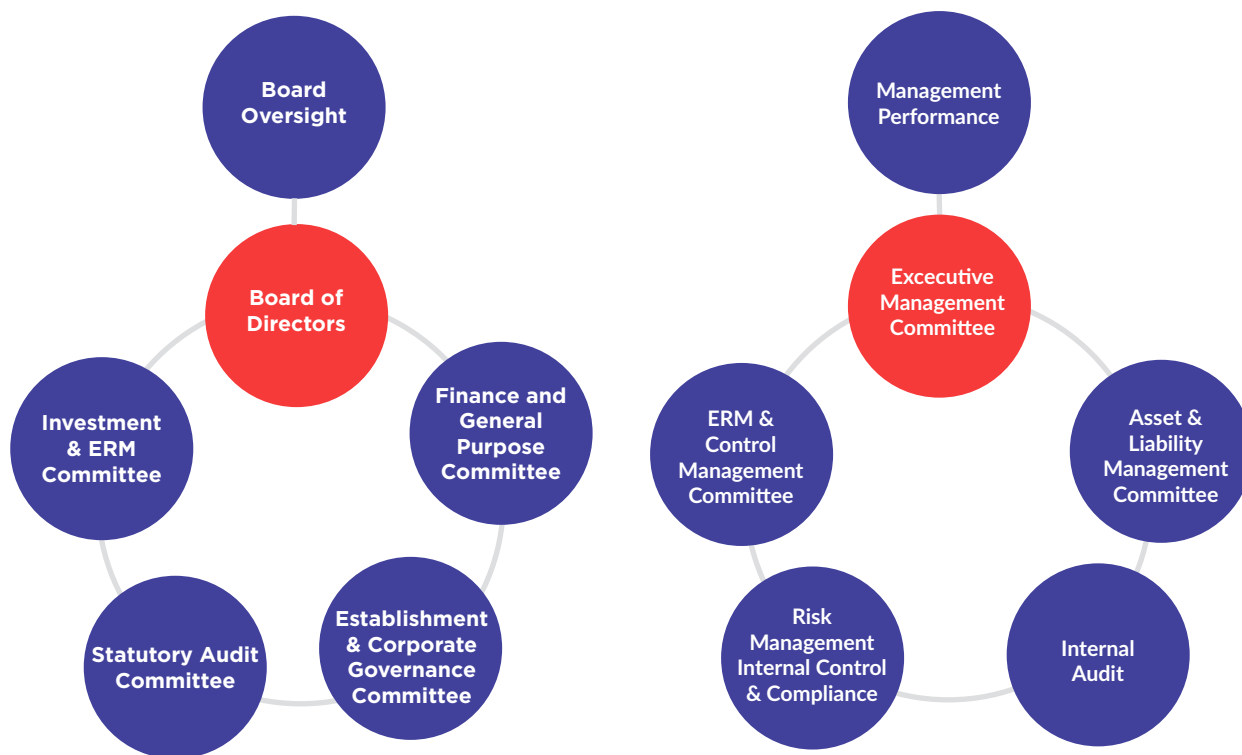 Board
Oversight
Board of
Directors
Investment
& ERM
Committee
Finance and
General
Purpose
Committee
Statutory Audit
Committee
Establishment
& Corporate
Governance
Committee
Management
Performance
Excecutive
Management
Committee
ERM &
Control
Management
Committee
Asset &
Liability
Management
Committee
Risk
Management
Internal Control
& Compliance
Internal
Audit